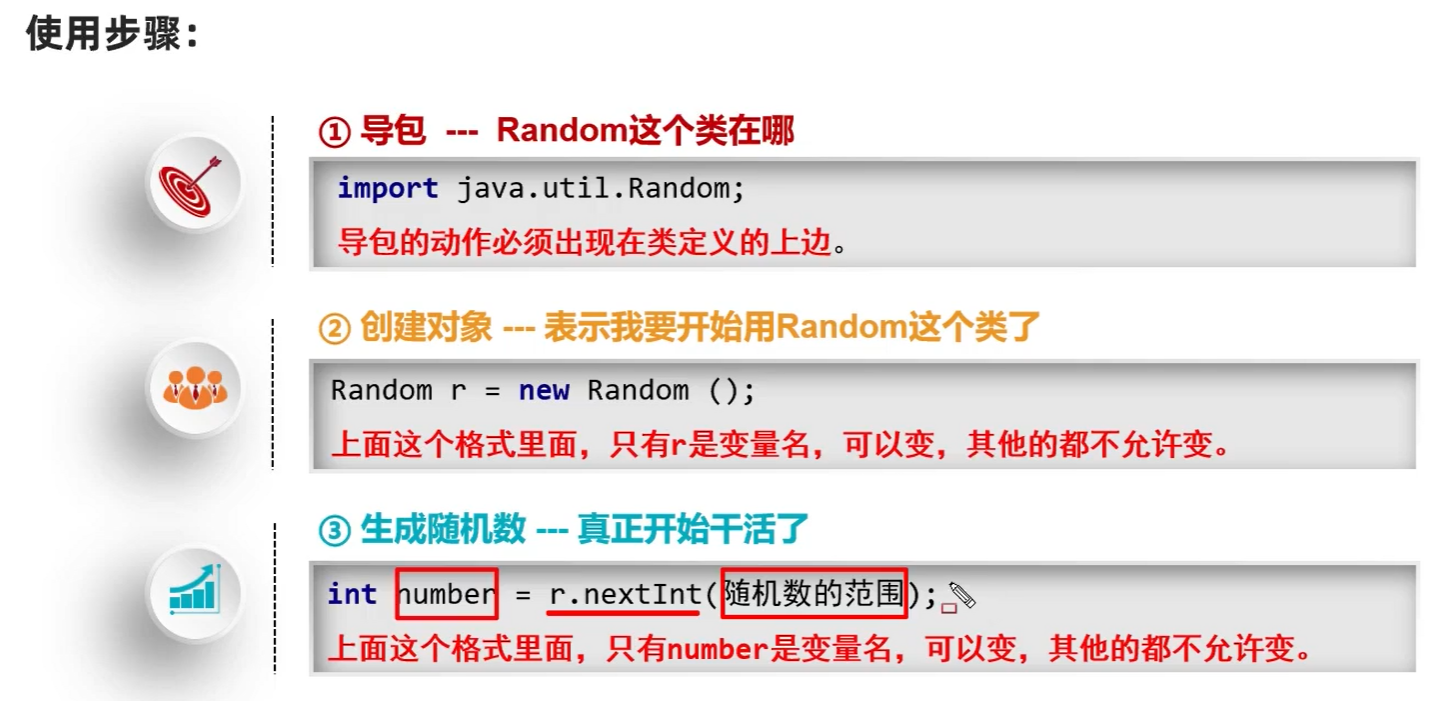 使用步骤：
① 导包 --- Random这个类在哪
import java.util.Random;
导包的动作必须出现在类定义的上边。
② 创建对象 --- 表示我要开始用Random这个类了
Random r = new Random ();
上面这个格式里面，只有r是变量名，可以变，其他的都不允许变。
③ 生成随机数 --- 真正开始干活了
int number = r.nextInt(随机数的范围);
上面这个格式里面，只有number是变量名，可以变，其他的都不允许变。